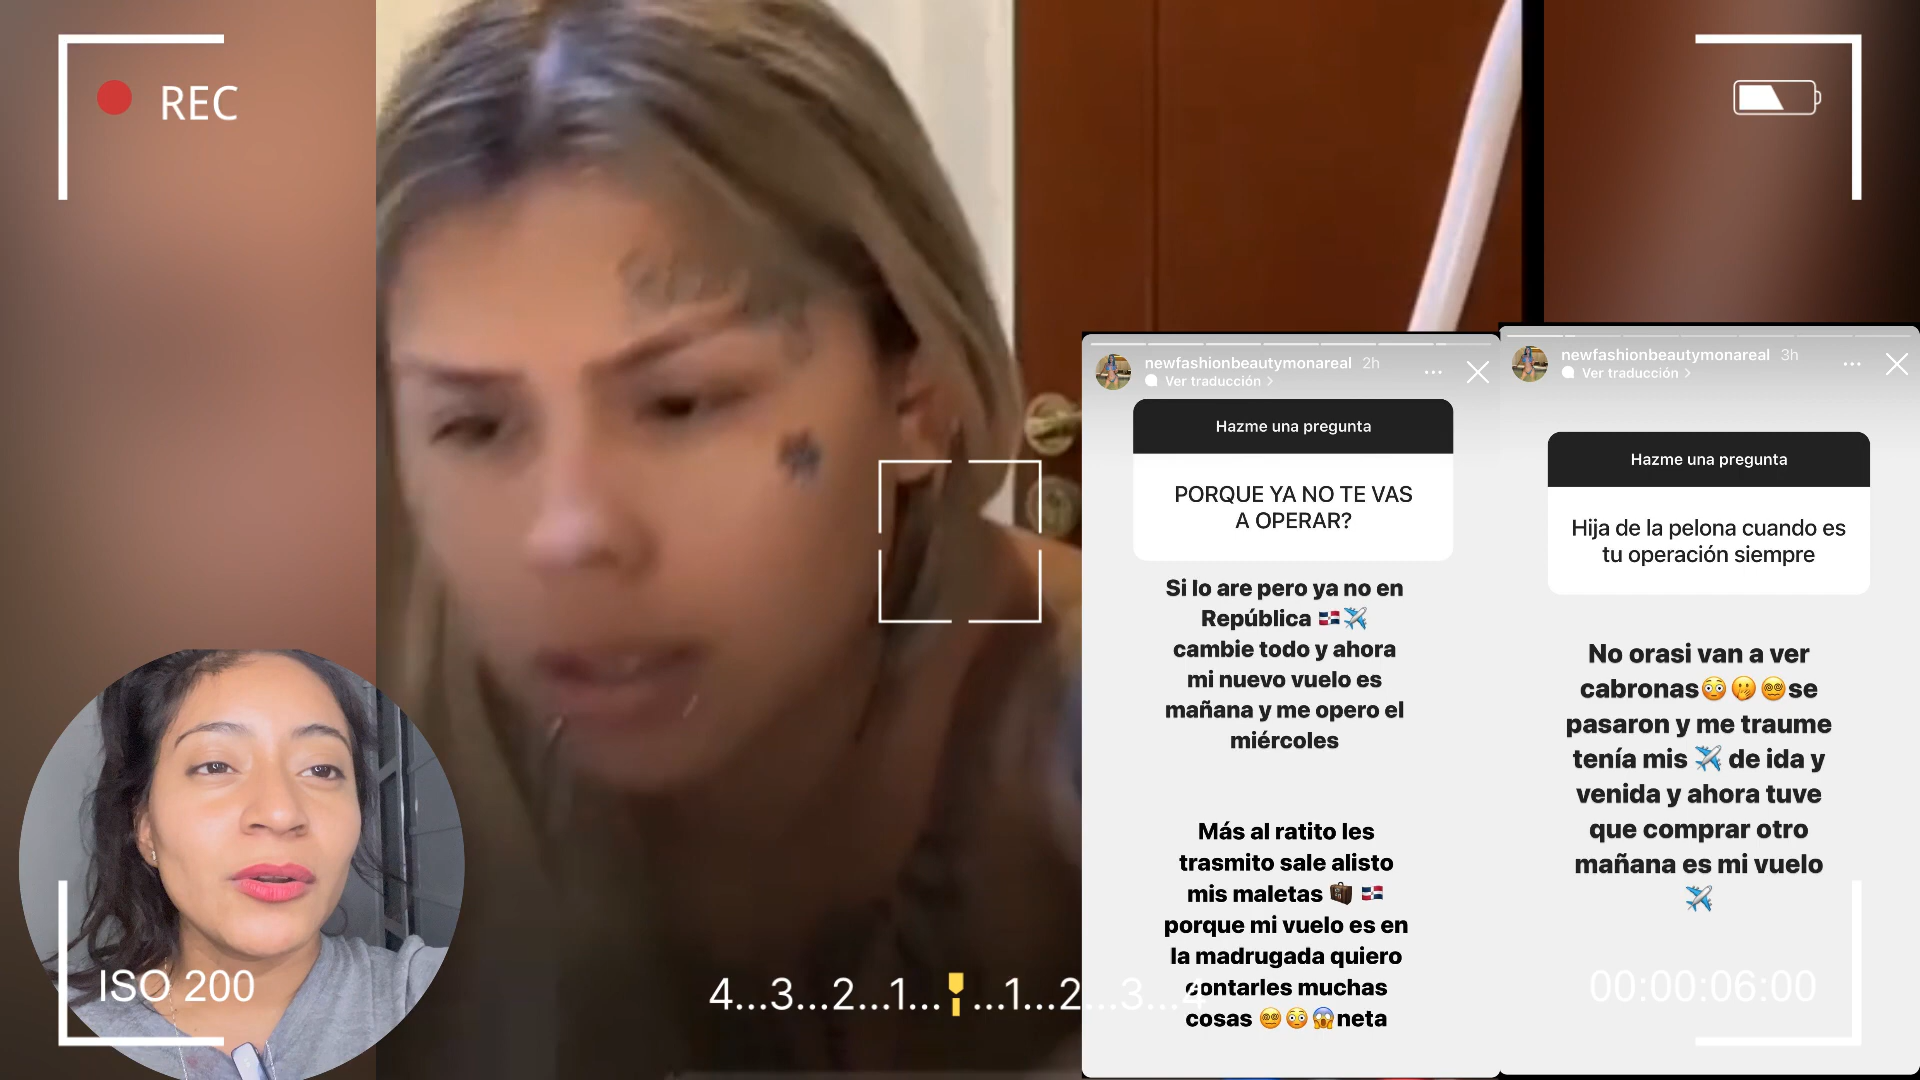 REC
newfashionbeautymonareal 2h
Ver traducción
Hazme una pregunta
PORQUE YA NO TE VAS
A OPERAR?
Si lo are pero ya no en
República 🇩🇴✈️
cambie todo y ahora
mi nuevo vuelo es
mañana y me opero el
miércoles
Más al ratito les
trasmito sale alisto
mis maletas 🧳 🇩🇴
porque mi vuelo es en
la madrugada quiero
contarles muchas
cosas 😵‍💫😳😱neta
newfashionbeautymonareal 3h
Ver traducción
Hazme una pregunta
Hija de la pelona cuando es
tu operación siempre
No orasi van a ver
cabronas😳🫢😵‍💫se
pasaron y me traume
tenía mis ✈️ de ida y
venida y ahora tuve
que comprar otro
mañana es mi vuelo
✈️
ISO 200
4...3...2...1... ...1...2...3...4
00:00:06:00